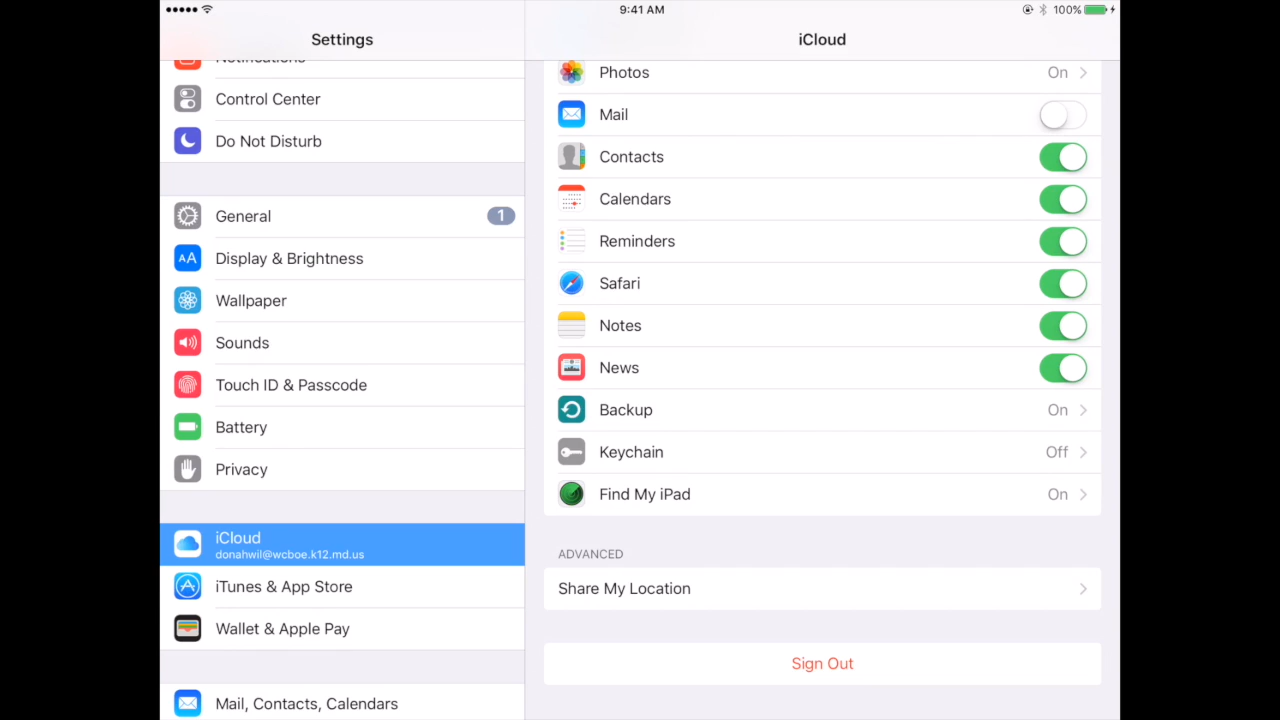 9:41 AM
100%
Settings
iCloud
Notifications
Control Center
Do Not Disturb
General
1
AA
Display & Brightness
Wallpaper
Sounds
Touch ID & Passcode
Battery
Privacy
iCloud
donahwil@wcboe.k12.md.us
iTunes & App Store
Wallet & Apple Pay
Mail, Contacts, Calendars
Photos On
Mail
Contacts
Calendars
Reminders
Safari
Notes
News
Backup On
Keychain Off
Find My iPad On
ADVANCED
Share My Location
Sign Out